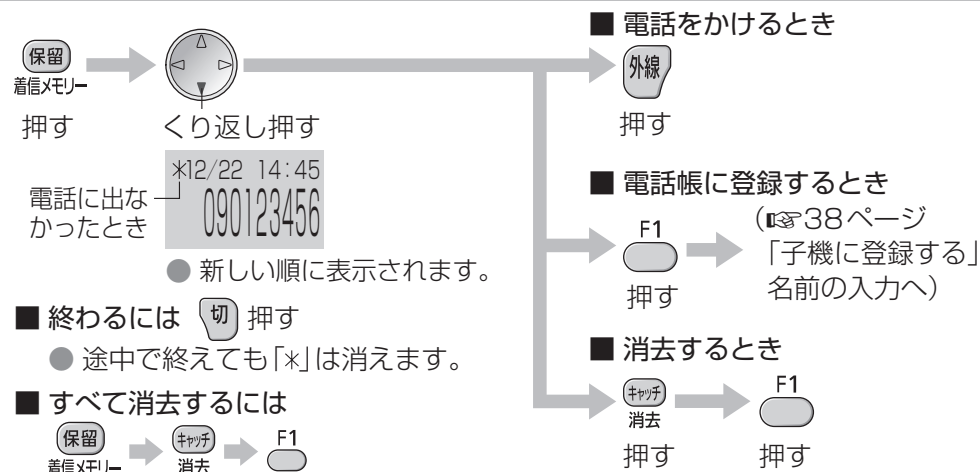 保留
着信メモリー
押す
くり返し押す
電話に出な
かったとき
*12/22 14:45
090123456
● 新しい順に表示されます。
■ 終わるには 切 押す
● 途中で終えても「*」は消えます。
■ すべて消去するには
保留
着信メモリー
キャッチ
消去
F1
■ 電話をかけるとき
外線
押す
■ 電話帳に登録するとき
F1
押す
(☞38ページ
「子機に登録する」
名前の入力へ)
■ 消去するとき
キャッチ
消去
押す
F1
押す